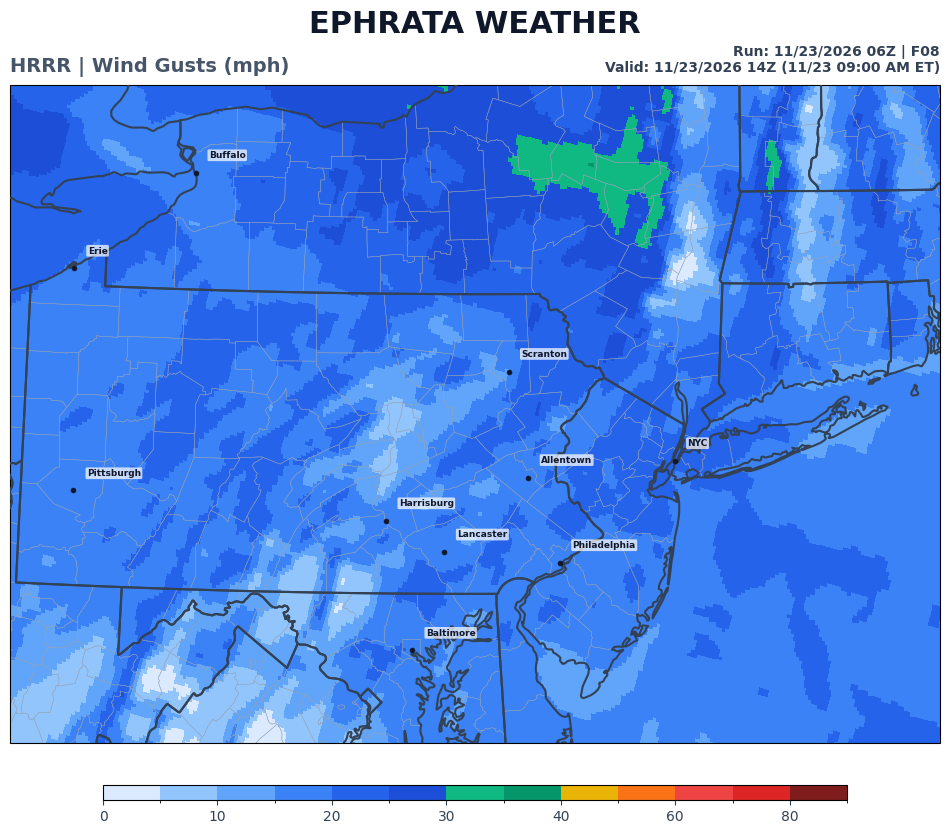 EPHRATA WEATHER
HRRR | Wind Gusts (mph)
Run: 11/23/2026 06Z | F08
Valid: 11/23/2026 14Z (11/23 09:00 AM ET)
Buffalo
Erie
Scranton
NYC
Allentown
Pittsburgh
Harrisburg
Lancaster
Philadelphia
Baltimore
0 10 20 30 40 50 60 70 80